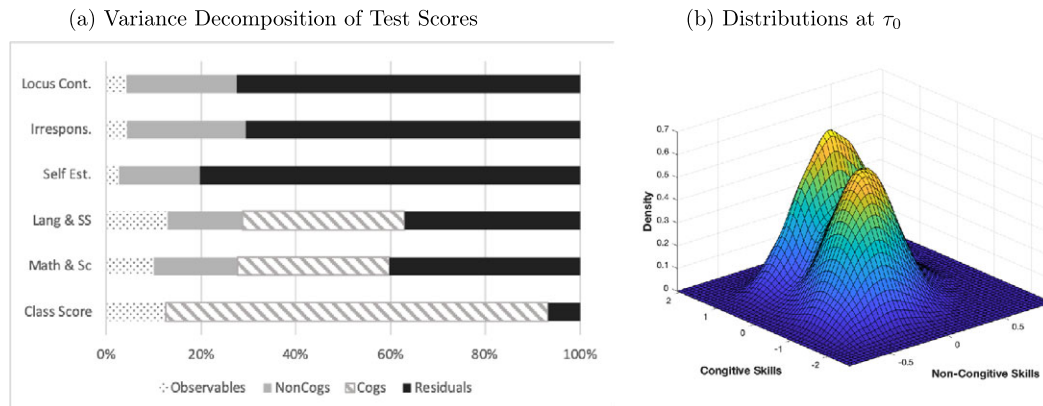 (a) Variance Decomposition of Test Scores
Locus Cont.
Irrespons.
Self Est.
Lang & SS
Math & Sc
Class Score
0% 20% 40% 60% 80% 100%
Observables NonCogs Cogs Residuals
(b) Distributions at τ0
0.7
0.6
0.5
0.4
0.3
0.2
0.1
0
Density
2 1 0 -1 -2
Congitive Skills
-0.5 0 0.5
Non-Congitive Skills